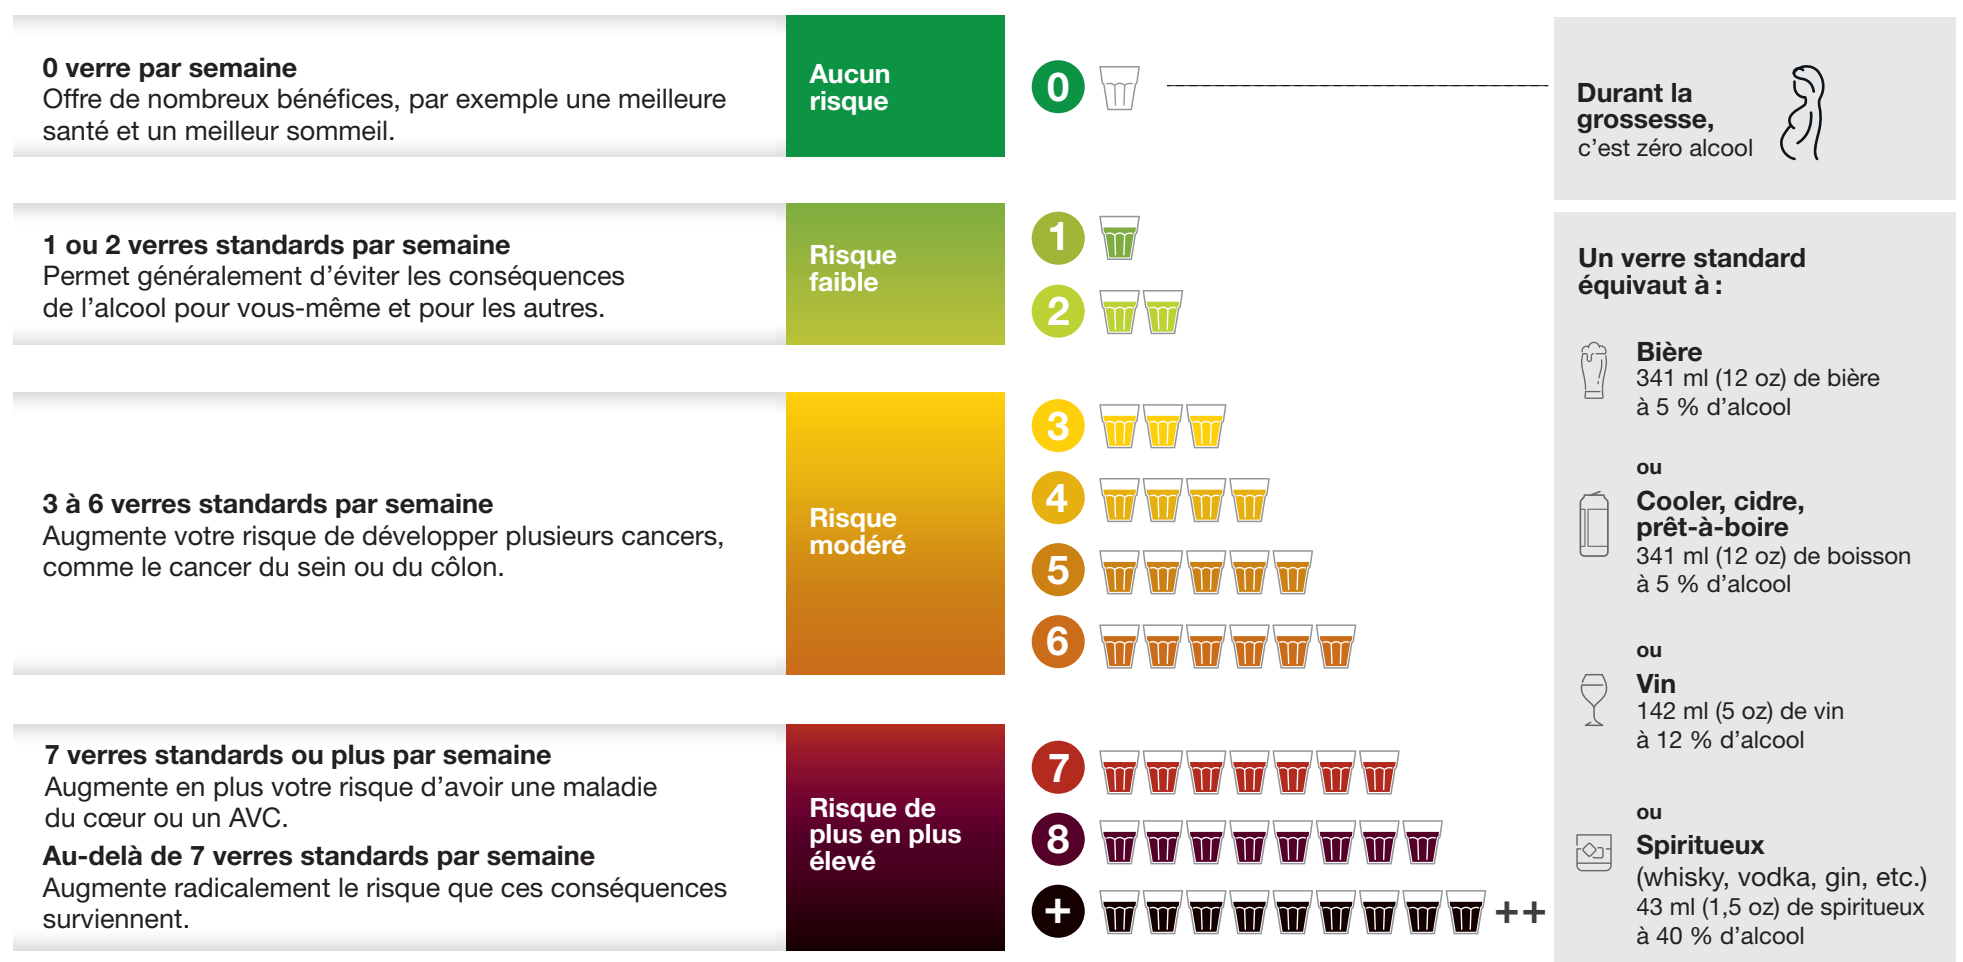 0 verre par semaine
Offre de nombreux bénéfices, par exemple une meilleure
santé et un meilleur sommeil.
Aucun
risque
0
Durant la
grossesse,
c’est zéro alcool
1 ou 2 verres standards par semaine
Permet généralement d’éviter les conséquences
de l’alcool pour vous-même et pour les autres.
Risque
faible
1
2
3 à 6 verres standards par semaine
Augmente votre risque de développer plusieurs cancers,
comme le cancer du sein ou du côlon.
Risque
modéré
3
4
5
6
7 verres standards ou plus par semaine
Augmente en plus votre risque d’avoir une maladie
du cœur ou un AVC.
Au-delà de 7 verres standards par semaine
Augmente radicalement le risque que ces conséquences
surviennent.
Risque de
plus en plus
élevé
7
8
+
++
Un verre standard
équivaut à :
Bière
341 ml (12 oz) de bière
à 5 % d’alcool
ou
Cooler, cidre,
prêt-à-boire
341 ml (12 oz) de boisson
à 5 % d’alcool
ou
Vin
142 ml (5 oz) de vin
à 12 % d’alcool
ou
Spiritueux
(whisky, vodka, gin, etc.)
43 ml (1,5 oz) de spiritueux
à 40 % d’alcool